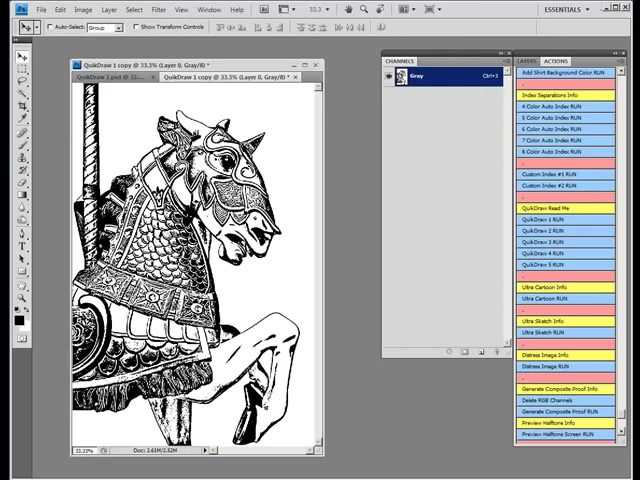 Ps File Edit Image Layer Select Filter Analysis 3D View Window Help 33.3 ESSENTIALS
Auto-Select: Group Show Transform Controls
QuikDraw 1 copy @ 33.3% (Layer 0, Gray/8) *
QuikDraw 1.psd @ 33.3% QuikDraw 1 copy @ 33.3% (Layer 0, Gray/8) *
33.33% Doc: 2.61M/2.52M
CHANNELS
Gray Ctrl+3
LAYERS ACTIONS
Add Shirt Background Color RUN
Index Separations Info
4 Color Auto Index RUN
5 Color Auto Index RUN
6 Color Auto Index RUN
7 Color Auto Index RUN
8 Color Auto Index RUN
Custom Index #1 RUN
Custom Index #2 RUN
QuikDraw Read Me
QuikDraw 1 RUN
QuikDraw 2 RUN
QuikDraw 3 RUN
QuikDraw 4 RUN
QuikDraw 5 RUN
Ultra Cartoon Info
Ultra Cartoon RUN
Ultra Sketch Info
Ultra Sketch RUN
Distress Image Info
Distress Image RUN
Generate Composite Proof Info
Delete RGB Channels
Generate Composite Proof RUN
Preview Halftone Info
Preview Halftone Screen RUN